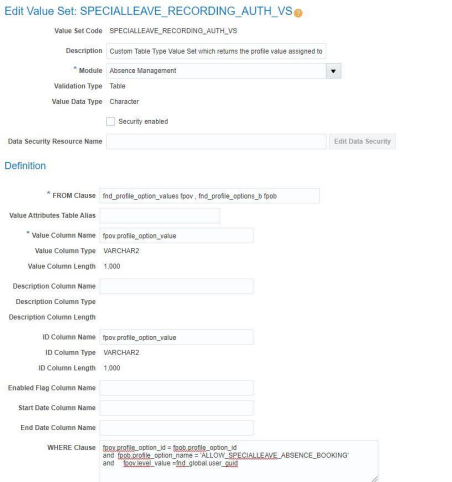 Edit Value Set: SPECIALLEAVE_RECORDING_AUTH_VS
Value Set Code SPECIALLEAVE_RECORDING_AUTH_VS
Description Custom Table Type Value Set which returns the profile value assigned to
* Module Absence Management
Validation Type Table
Value Data Type Character
Security enabled
Data Security Resource Name Edit Data Security
Definition
* FROM Clause fnd_profile_option_values fpov , fnd_profile_options_b fpob
Value Attributes Table Alias
* Value Column Name fpov.profile_option_value
Value Column Type VARCHAR2
Value Column Length 1,000
Description Column Name
Description Column Type
Description Column Length
ID Column Name fpov.profile_option_value
ID Column Type VARCHAR2
ID Column Length 1,000
Enabled Flag Column Name
Start Date Column Name
End Date Column Name
WHERE Clause fpov.profile_option_id = fpob.profile_option_id
and fpob.profile_option_name = 'ALLOW_SPECIALLEAVE_ABSENCE_BOOKING'
and fpov.level_value =fnd_global.user_guid